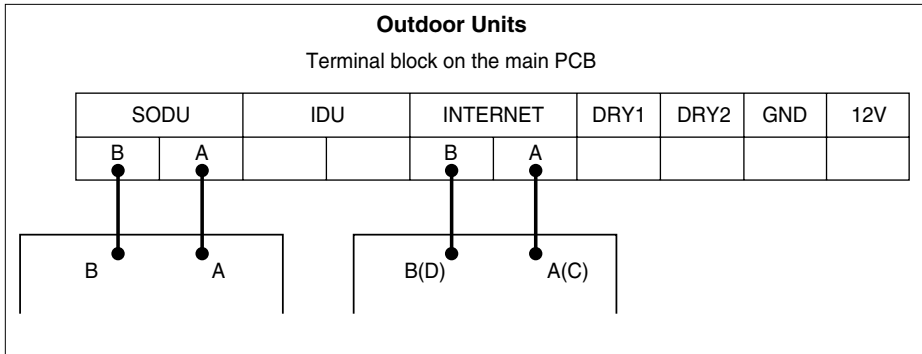 Outdoor Units
Terminal block on the main PCB
SODU IDU INTERNET DRY1 DRY2 GND 12V
B A B A
B A B(D) A(C)